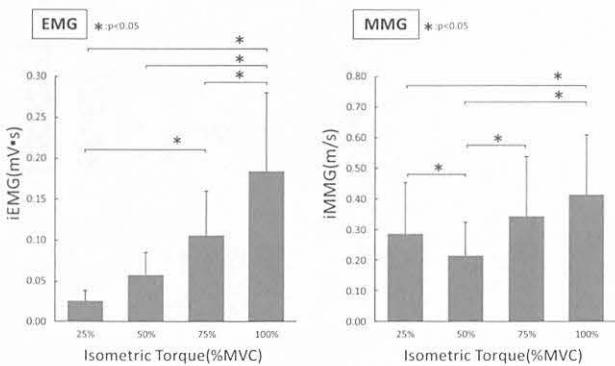 EMG
*:p<0.05
*
*
*
*
iEMG(mV•s)
0.30
0.25
0.20
0.15
0.10
0.05
0.00
25% 50% 75% 100%
Isometric Torque(%MVC)
MMG
*:p<0.05
*
*
*
*
iMMG(m/s)
0.80
0.70
0.60
0.50
0.40
0.30
0.20
0.10
0.00
25% 50% 75% 100%
Isometric Torque(%MVC)